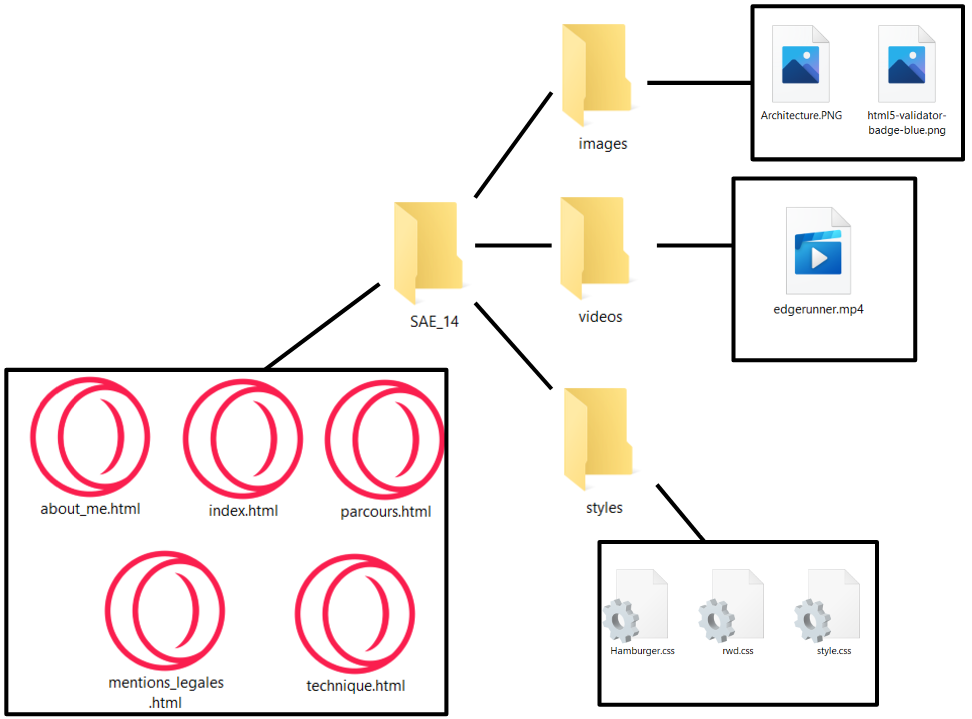 Architecture.PNG
html5-validator-
badge-blue.png
images
edgerunner.mp4
videos
SAE_14
styles
about_me.html
index.html
parcours.html
mentions_legales
.html
technique.html
Hamburger.css
rwd.css
style.css